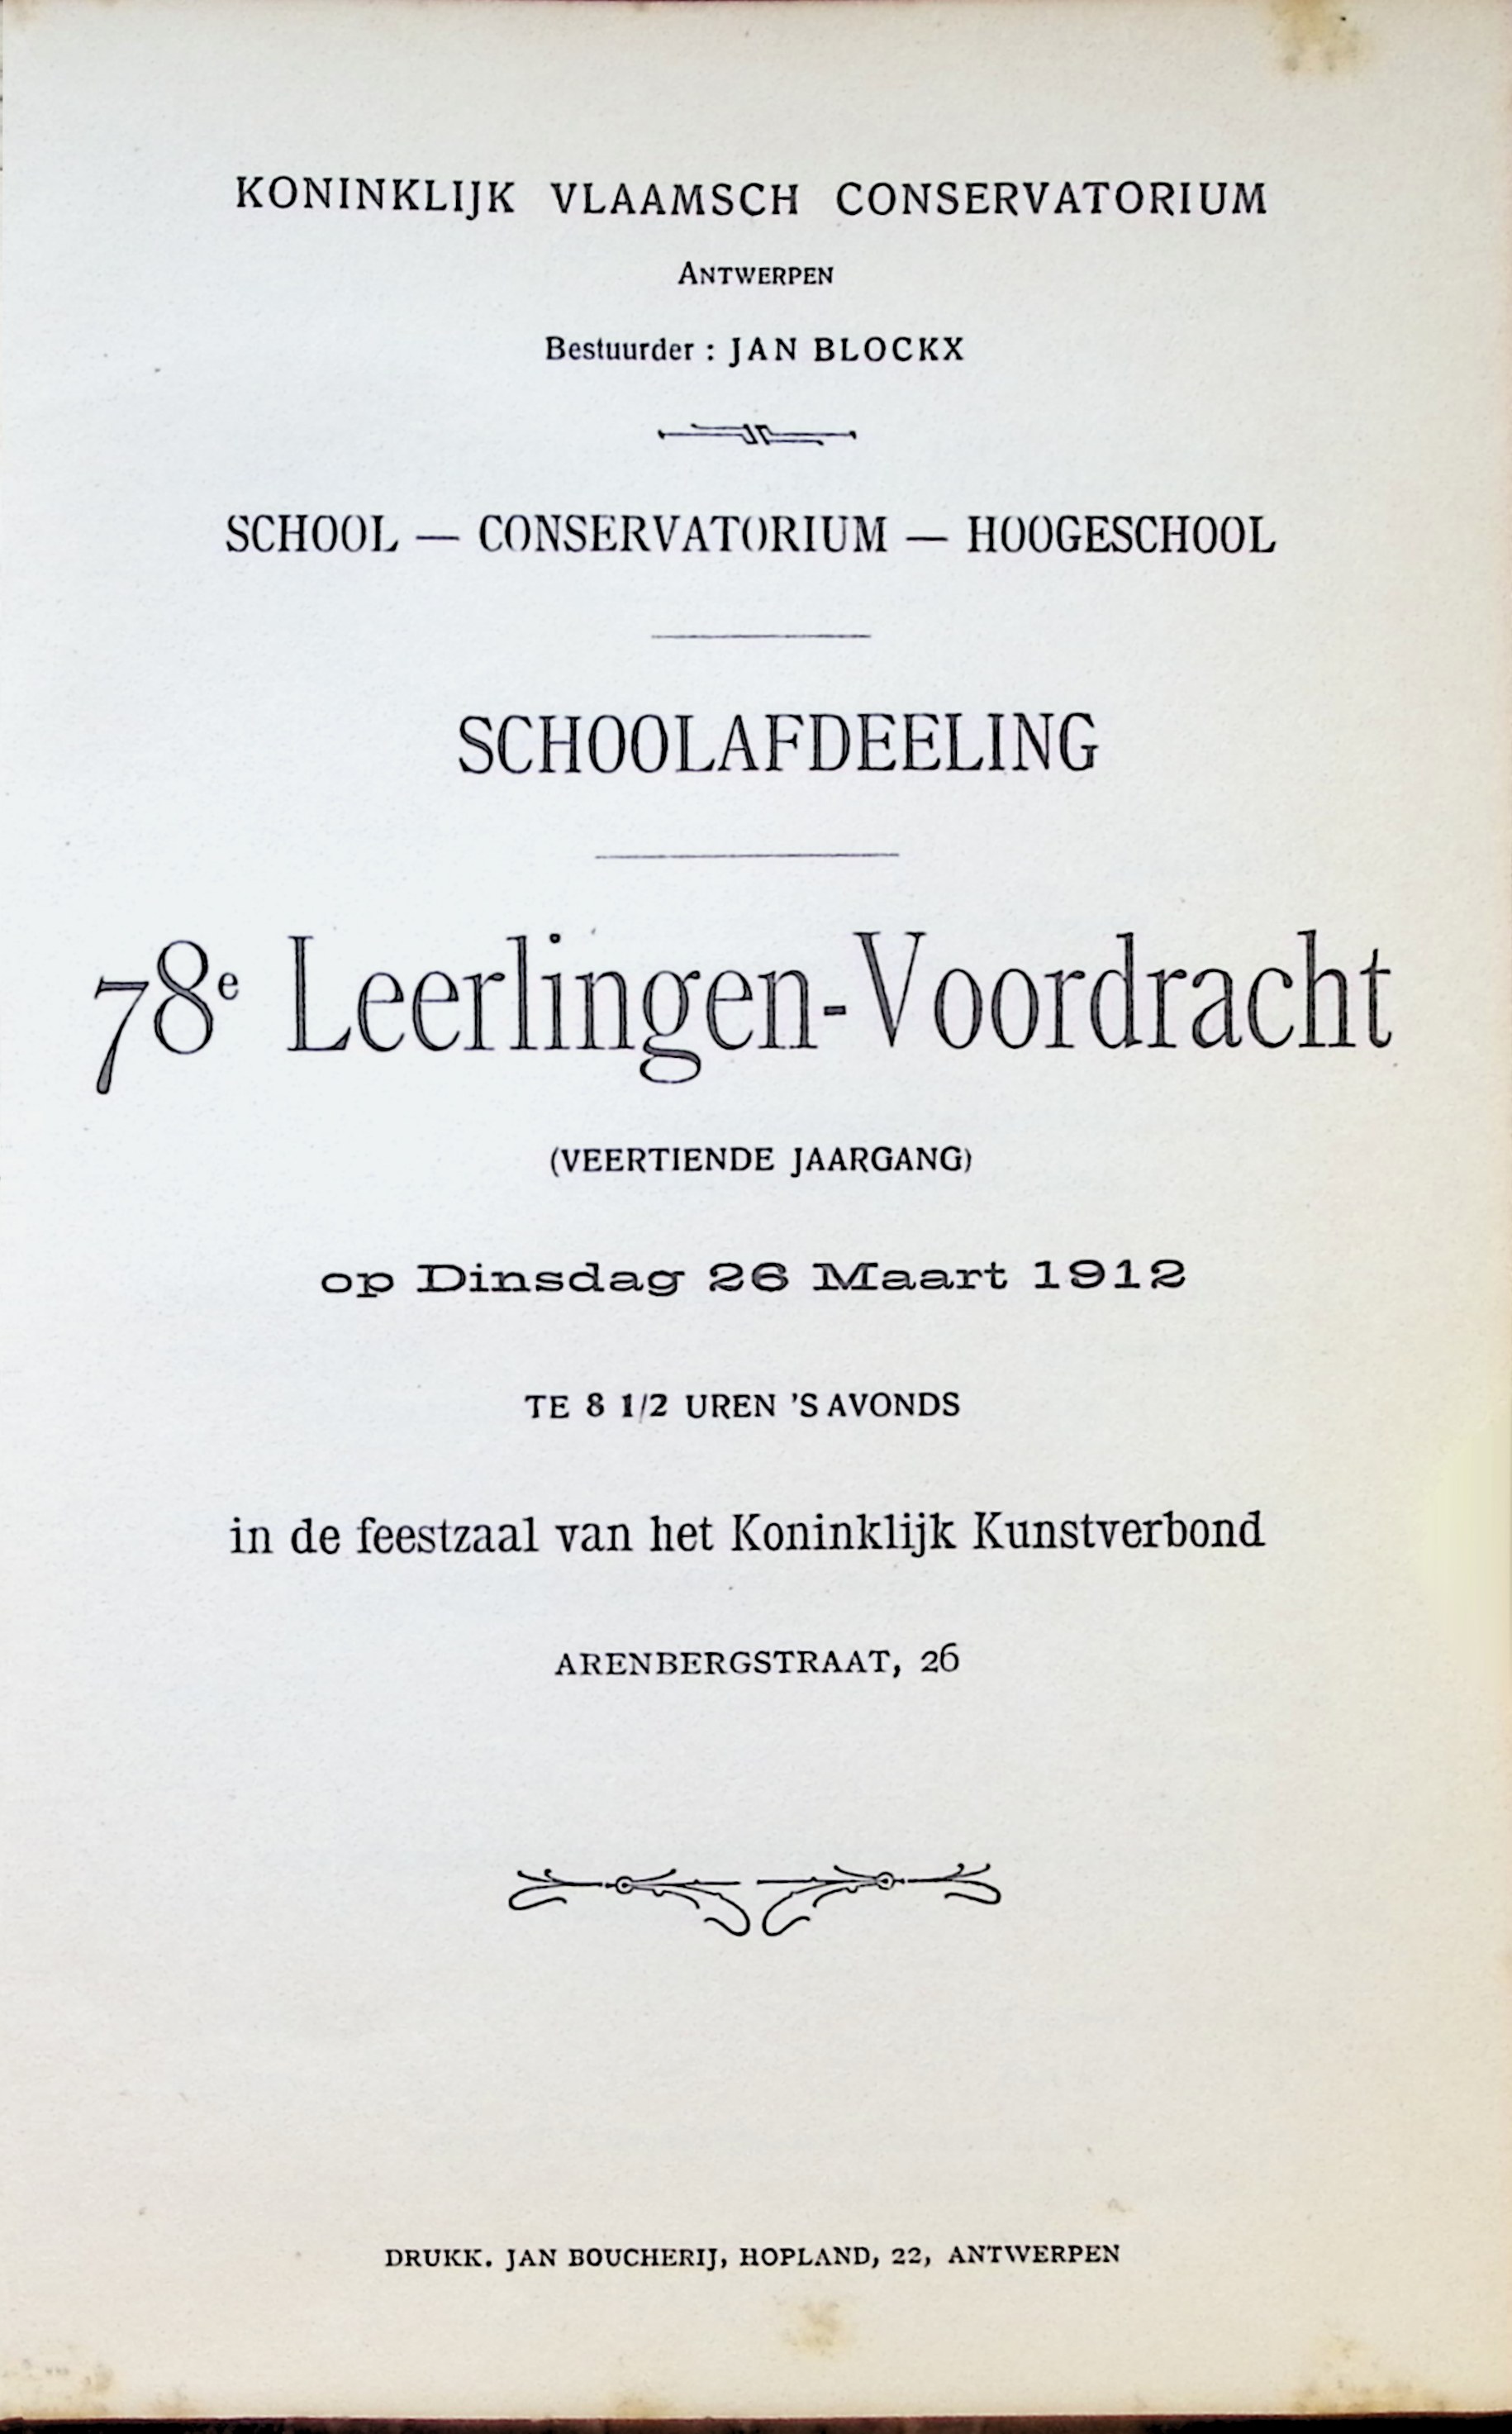 KONINKLIJK VLAAMSCH CONSERVATORIUM
ANTWERPEN
Bestuurder : JAN BLOCKX
SCHOOL — CONSERVATORIUM — HOOGESCHOOL
SCHOOLAFDEELING
78e Leerlingen-Voordracht
(VEERTIENDE JAARGANG)
op Dinsdag 26 Maart 1912
TE 8 1/2 UREN 'S AVONDS
in de feestzaal van het Koninklijk Kunstverbond
ARENBERGSTRAAT, 26
DRUKK. JAN BOUCHERIJ, HOPLAND, 22, ANTWERPEN